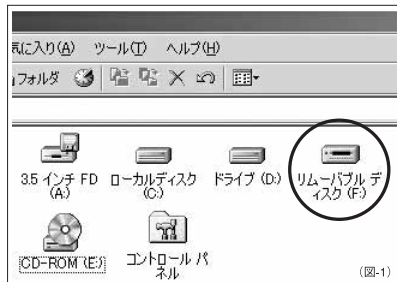 気に入り(A) ツール(T) ヘルプ(H)
フォルダ
3.5 インチ FD
(A:)
ローカルディスク
(C:)
ドライブ (D:)
リムーバブル デ
ィスク (F:)
CD-ROM (E:)
コントロール パ
ネル
(図-1)